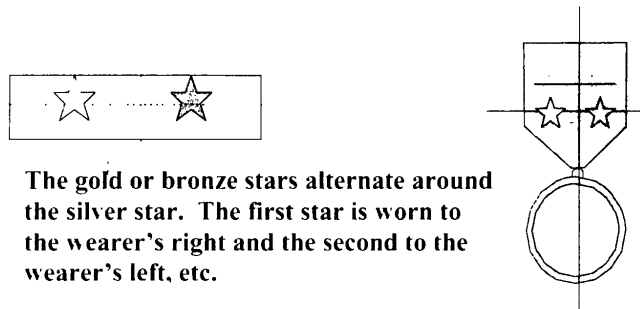 The gold or bronze stars alternate around
the silver star.  The first star is worn to
the wearer's right and the second to the
wearer's left, etc.